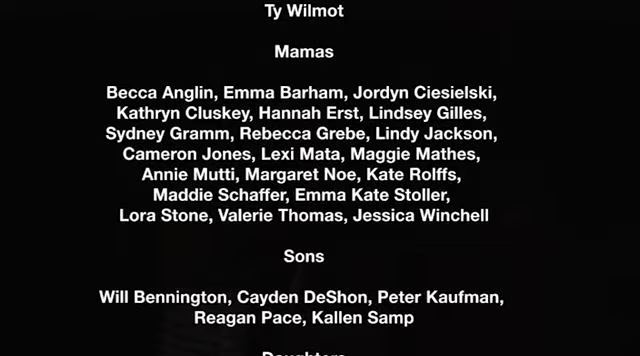 Ty Wilmot
Mamas
Becca Anglin, Emma Barham, Jordyn Ciesielski,
Kathryn Cluskey, Hannah Erst, Lindsey Gilles,
Sydney Gramm, Rebecca Grebe, Lindy Jackson,
Cameron Jones, Lexi Mata, Maggie Mathes,
Annie Mutti, Margaret Noe, Kate Rolffs,
Maddie Schaffer, Emma Kate Stoller,
Lora Stone, Valerie Thomas, Jessica Winchell
Sons
Will Bennington, Cayden DeShon, Peter Kaufman,
Reagan Pace, Kallen Samp
Daughters